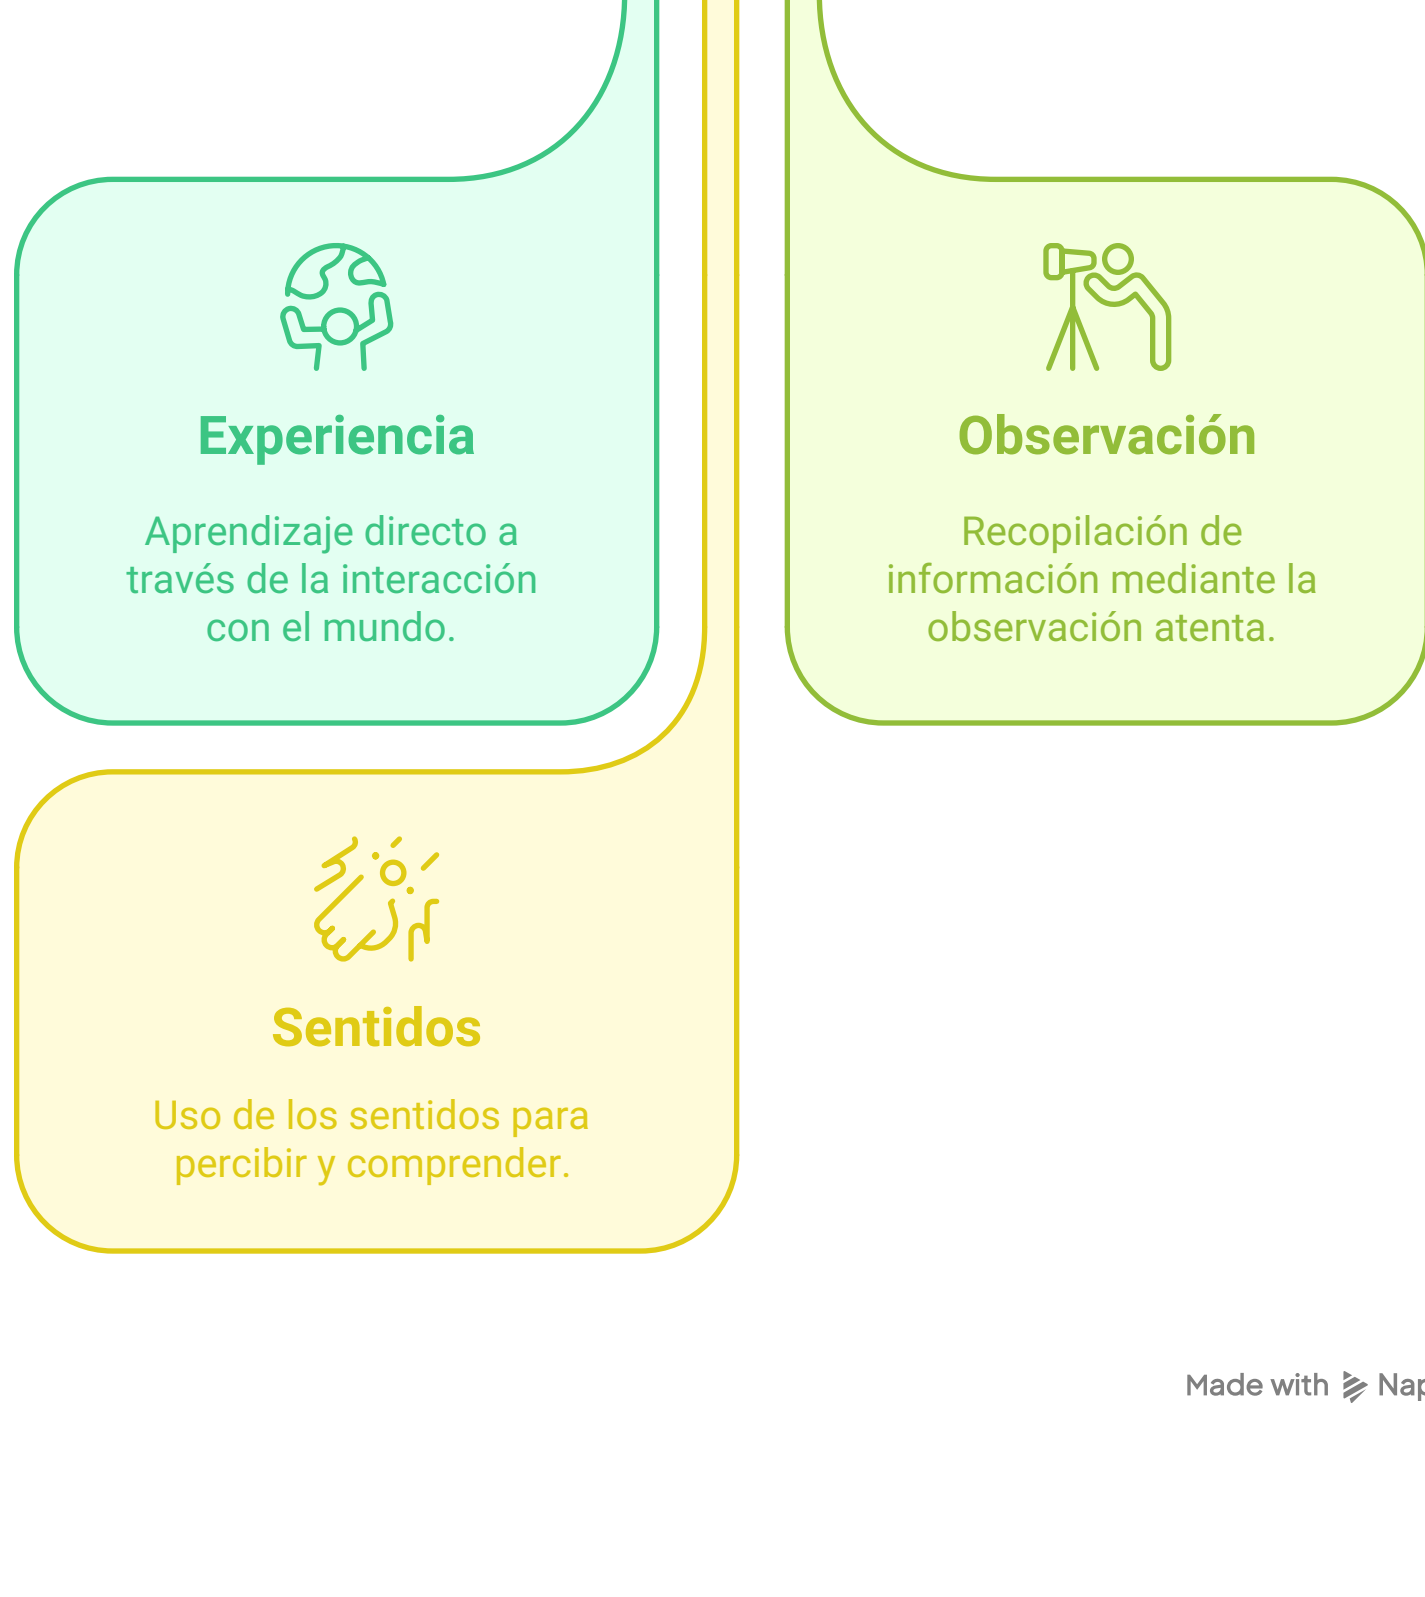 Experiencia
Aprendizaje directo a
través de la interacción
con el mundo.
Observación
Recopilación de
información mediante la
observación atenta.
Sentidos
Uso de los sentidos para
percibir y comprender.
Made with